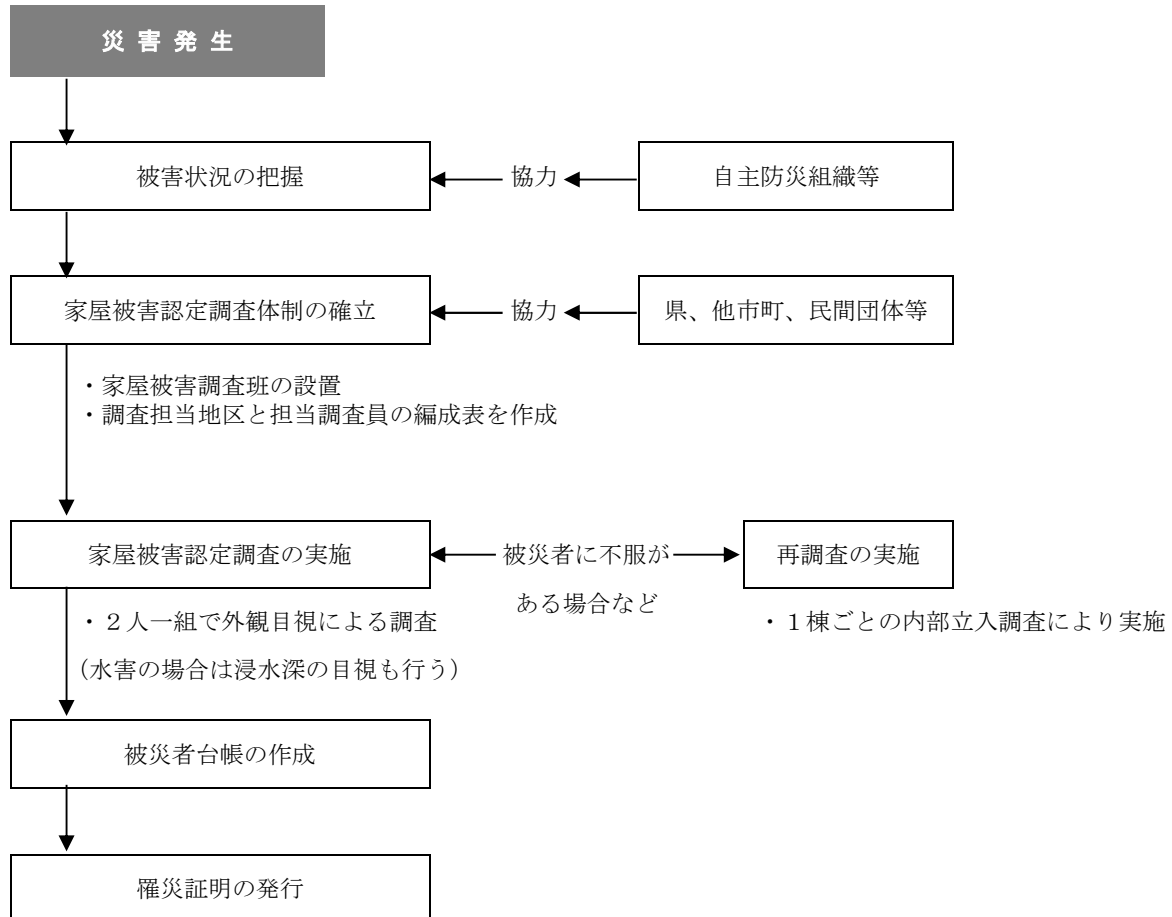 災害発生
被害状況の把握
協力
自主防災組織等
家屋被害認定調査体制の確立
協力
県、他市町、民間団体等
・家屋被害調査班の設置
・調査担当地区と担当調査員の編成表を作成
家屋被害認定調査の実施
被災者に不服が
ある場合など
再調査の実施
・２人一組で外観目視による調査
(水害の場合は浸水深の目視も行う)
・１棟ごとの内部立入調査により実施
被災者台帳の作成
罹災証明の発行